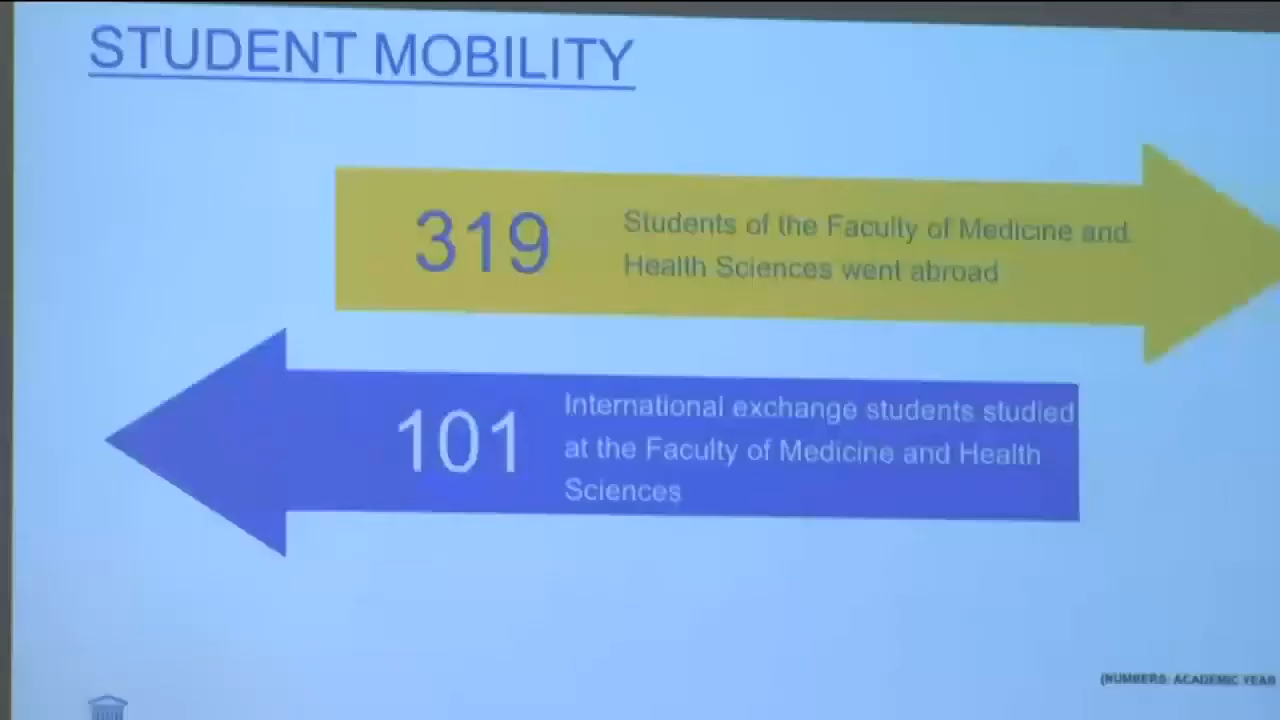 STUDENT MOBILITY
319
Students of the Faculty of Medicine and
Health Sciences went abroad
101
International exchange students studied
at the Faculty of Medicine and Health
Sciences
(NUMBERS: ACADEMIC YEAR